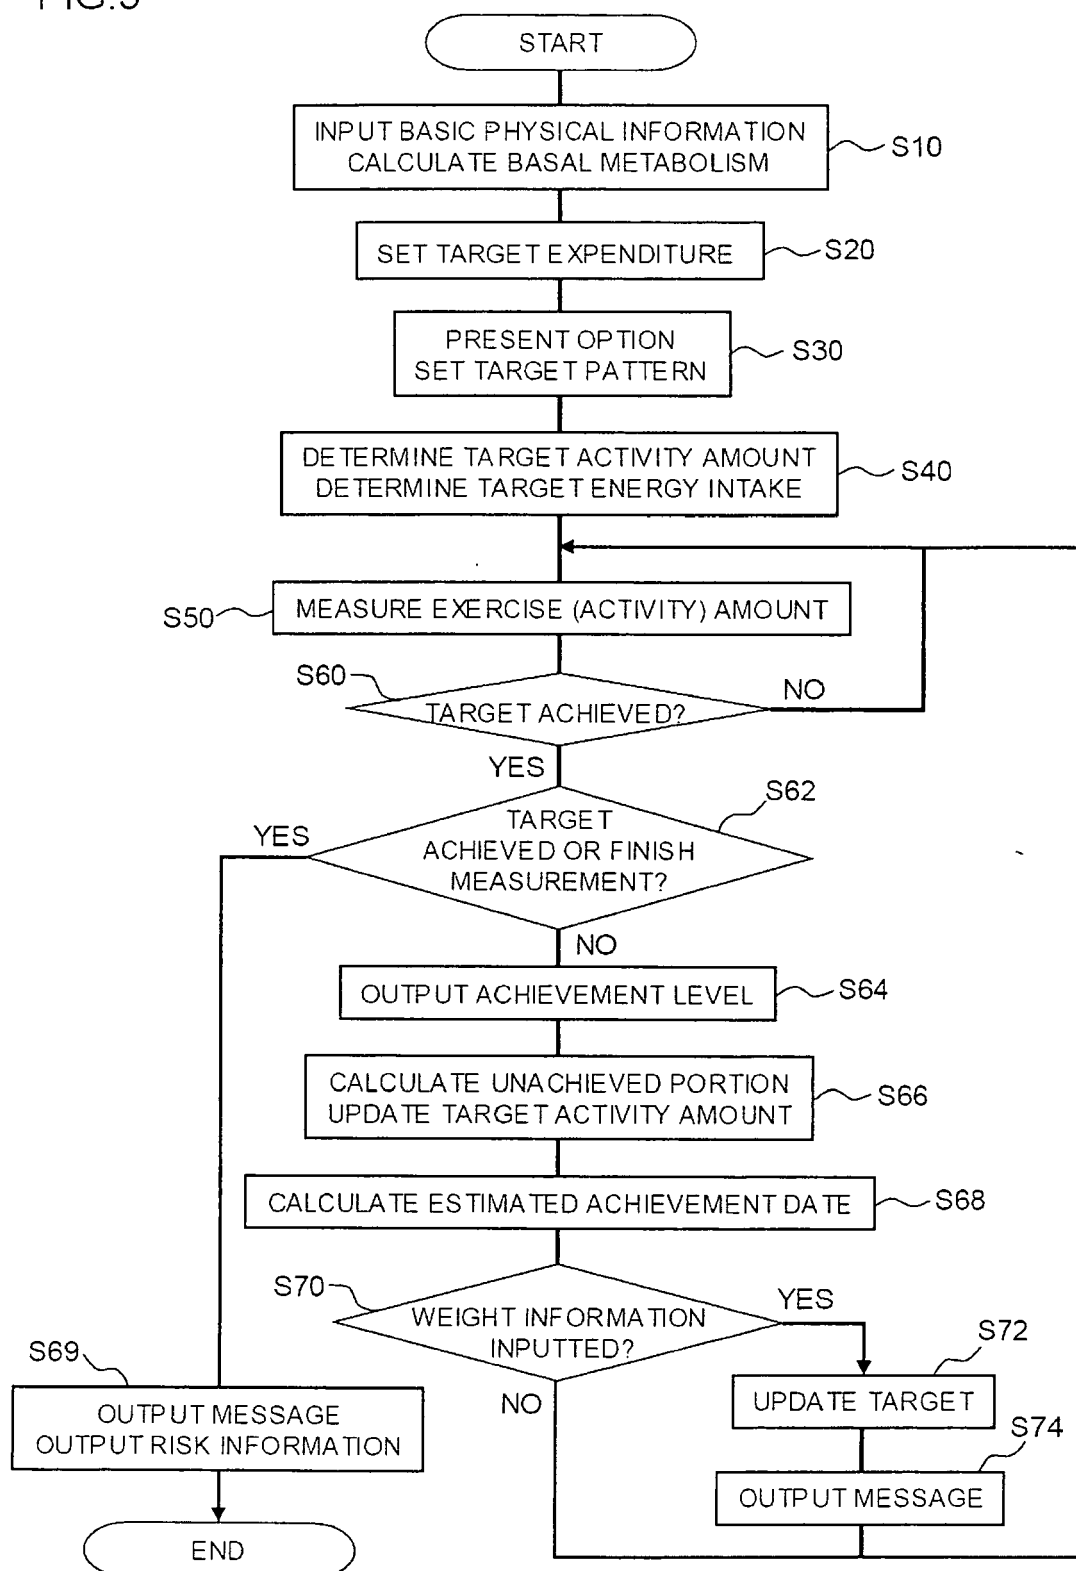 START
INPUT BASIC PHYSICAL INFORMATION
CALCULATE BASAL METABOLISM
S10
SET TARGET EXPENDITURE
S20
PRESENT OPTION
SET TARGET PATTERN
S30
DETERMINE TARGET ACTIVITY AMOUNT
DETERMINE TARGET ENERGY INTAKE
S40
S50
MEASURE EXERCISE (ACTIVITY) AMOUNT
S60
TARGET ACHIEVED?
NO
YES
S62
TARGET
ACHIEVED OR FINISH
MEASUREMENT?
YES
NO
OUTPUT ACHIEVEMENT LEVEL
S64
CALCULATE UNACHIEVED PORTION
UPDATE TARGET ACTIVITY AMOUNT
S66
CALCULATE ESTIMATED ACHIEVEMENT DATE
S68
S70
WEIGHT INFORMATION
INPUTTED?
YES
NO
S72
UPDATE TARGET
S74
OUTPUT MESSAGE
S69
OUTPUT MESSAGE
OUTPUT RISK INFORMATION
END